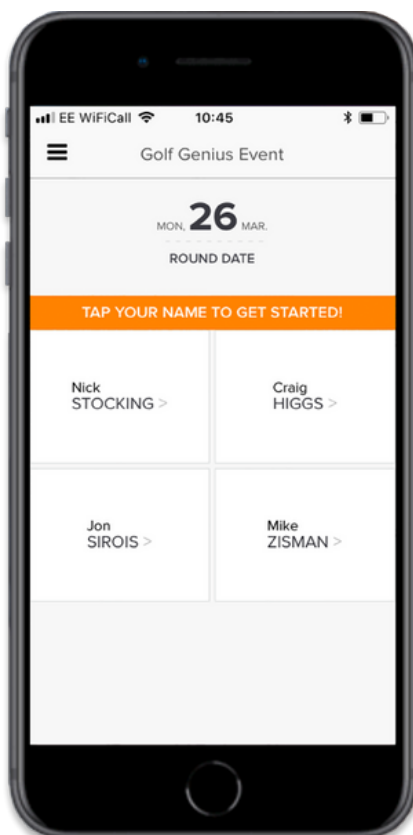 EE WiFiCall 10:45
Golf Genius Event
MON, 26 MAR.
ROUND DATE
TAP YOUR NAME TO GET STARTED!
Nick
STOCKING >
Craig
HIGGS >
Jon
SIROIS >
Mike
ZISMAN >